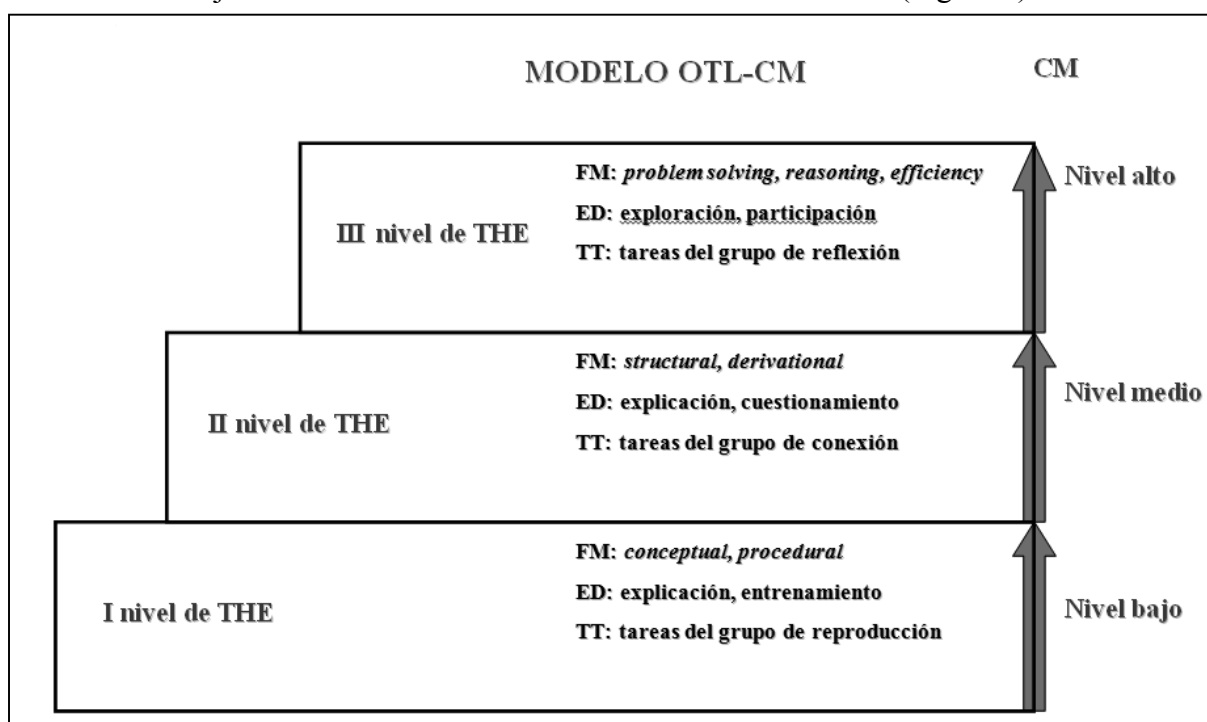 MODELO OTL-CM
CM
FM: problem solving, reasoning, efficiency
Nivel alto
ED: exploración, participación
III nivel de THE
TT: tareas del grupo de reflexión
FM: structural, derivational
Nivel medio
ED: explicación, cuestionamiento
II nivel de THE
TT: tareas del grupo de conexión
FM: conceptual, procedural
ED: explicación, entrenamiento
I nivel de THE
Nivel bajo
TT: tareas del grupo de reproducción